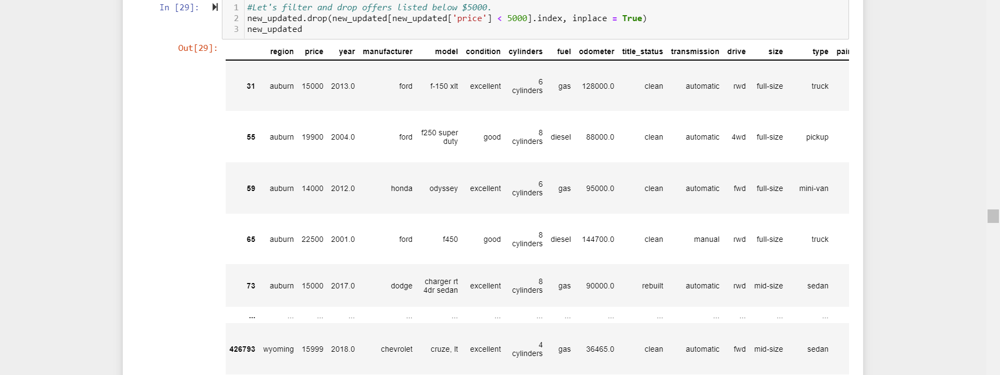 In [29]:
1 #Let's filter and drop offers listed below $5000.
2 new_updated.drop(new_updated[new_updated['price'] < 5000].index, inplace = True)
3 new_updated
Out[29]:
region price year manufacturer model condition cylinders fuel odometer title_status transmission drive size type pai
31 auburn 15000 2013.0 ford f-150 xlt excellent 6 cylinders gas 128000.0 clean automatic rwd full-size truck
55 auburn 19900 2004.0 ford f250 super duty good 8 cylinders diesel 88000.0 clean automatic 4wd full-size pickup
59 auburn 14000 2012.0 honda odyssey excellent 6 cylinders gas 95000.0 clean automatic fwd full-size mini-van
65 auburn 22500 2001.0 ford f450 good 8 cylinders diesel 144700.0 clean manual rwd full-size truck
73 auburn 15000 2017.0 dodge charger rt 4dr sedan excellent 8 cylinders gas 90000.0 rebuilt automatic rwd mid-size sedan
... ... ... ... ... ... ... ... ... ... ... ... ... ... ...
426793 wyoming 15999 2018.0 chevrolet cruze, lt excellent 4 cylinders gas 36465.0 clean automatic fwd mid-size sedan